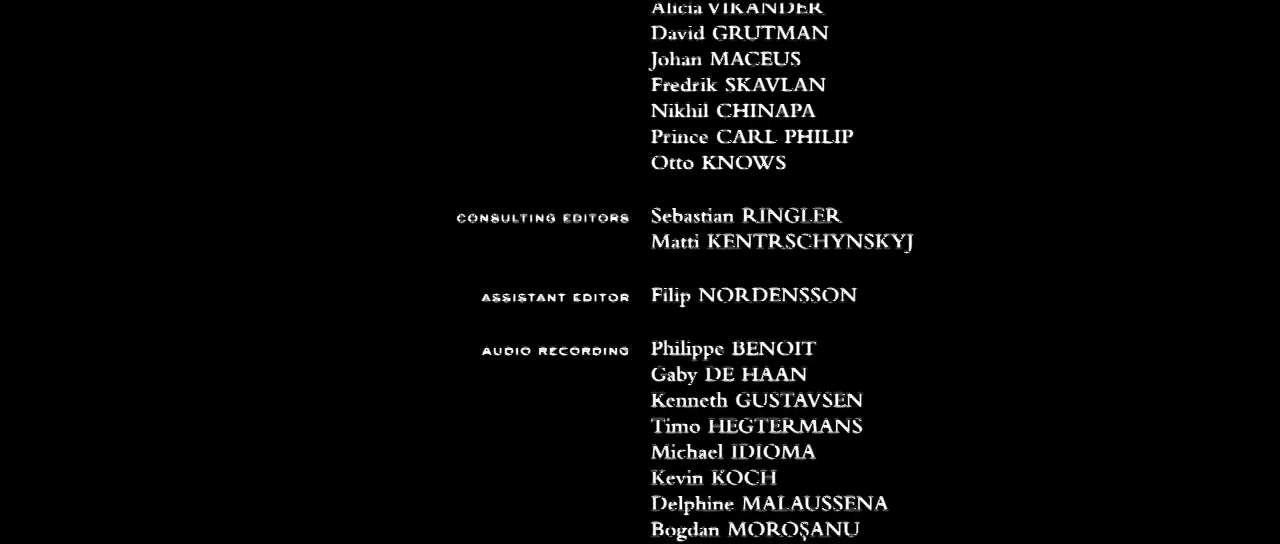 Alicia VIKANDER
David GRUTMAN
Johan MACEUS
Fredrik SKAVLAN
Nikhil CHINAPA
Prince CARL PHILIP
Otto KNOWS
CONSULTING EDITORS Sebastian RINGLER
Matti KENTRSCHYNSKYJ
ASSISTANT EDITOR Filip NORDENSSON
AUDIO RECORDING Philippe BENOIT
Gaby DE HAAN
Kenneth GUSTAVSEN
Timo HEGTERMANS
Michael IDIOMA
Kevin KOCH
Delphine MALAUSSENA
Bogdan MOROȘANU